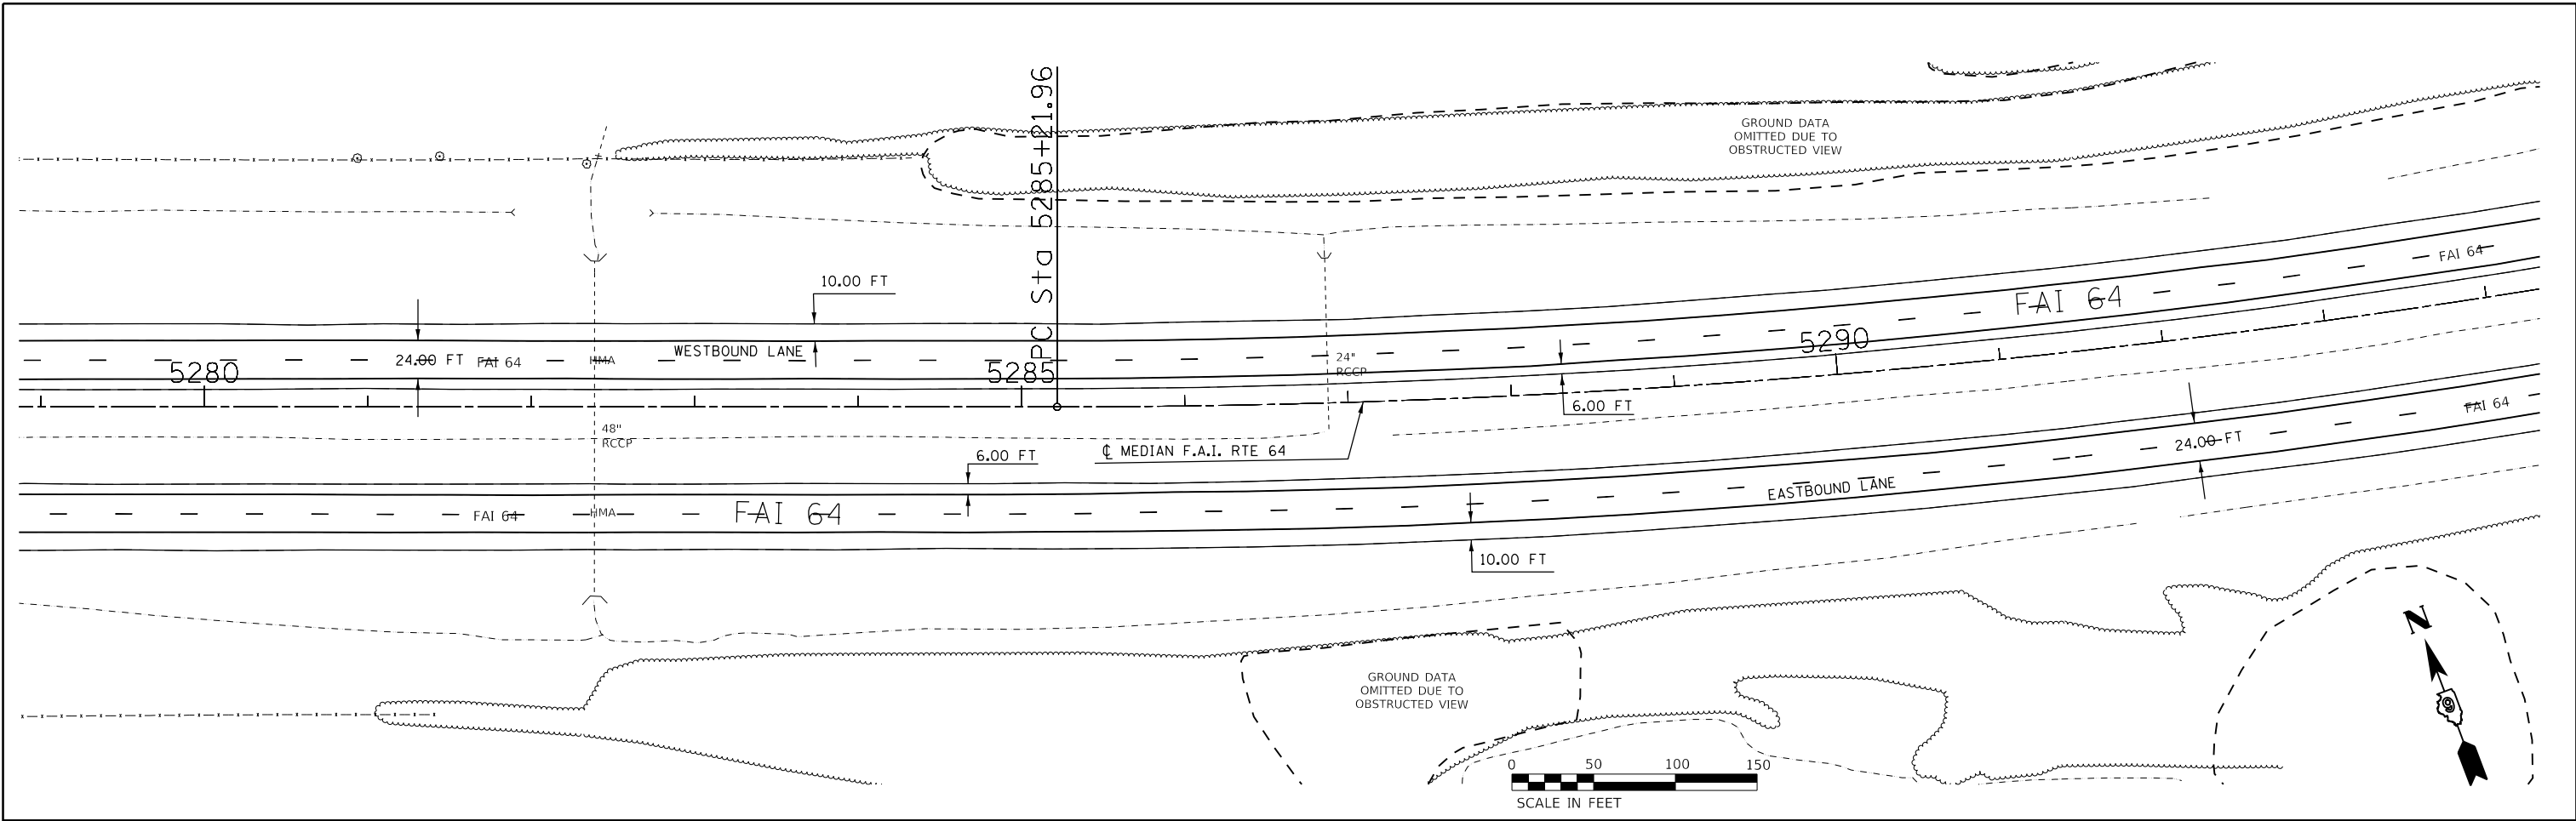 PC Sta 5285+21.96
GROUND DATA
OMITTED DUE TO
OBSTRUCTED VIEW
10.00 FT
FAI 64
FAI 64
5290
WESTBOUND LANE
24.00 FT
FAI 64
HMA
24"
RCCP
5280
5285
6.00 FT
FAI 64
48"
RCCP
24.00 FT
℄ MEDIAN F.A.I. RTE 64
6.00 FT
EASTBOUND LANE
FAI 64
HMA
FAI 64
10.00 FT
N
GROUND DATA
OMITTED DUE TO
OBSTRUCTED VIEW
0 50 100 150
SCALE IN FEET